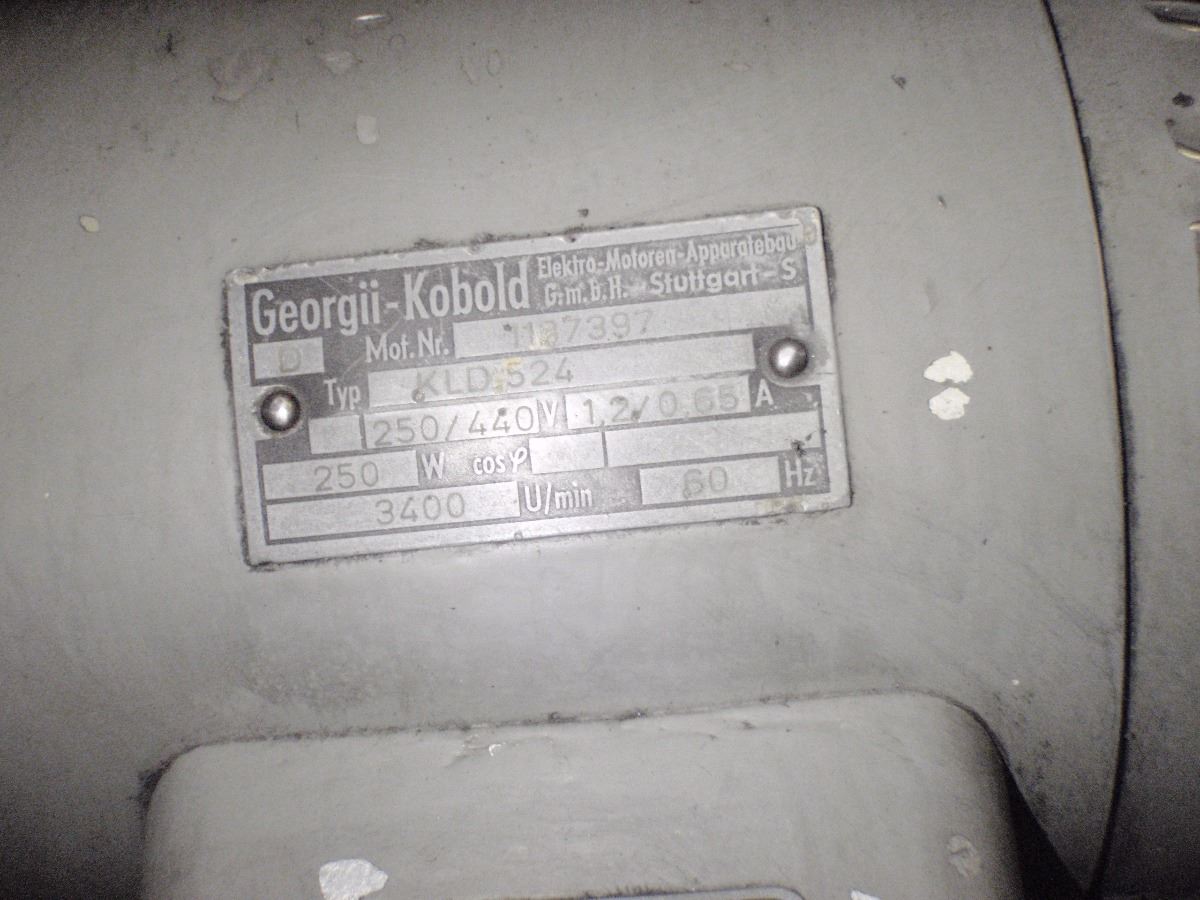 Georgii-Kobold Elektro-Motoren-Apparatebau
G.m.b.H. Stuttgart-S
D Mot.Nr. 1187397
Typ KLD 524
250/440 V 1,2/0,65 A
250 W cos φ
3400 U/min 60 Hz